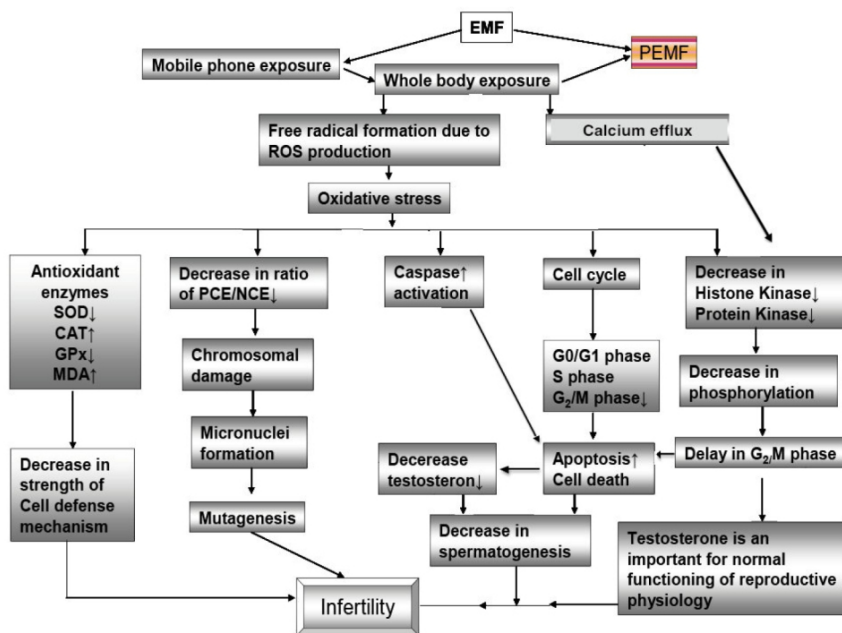 EMF
PEMF
Mobile phone exposure
Whole body exposure
Free radical formation due to
ROS production
Calcium efflux
Oxidative stress
Antioxidant
enzymes
SOD↓
CAT↑
GPx↓
MDA↑
Decrease in ratio
of PCE/NCE↓
Caspase↑
activation
Cell cycle
Decrease in
Histone Kinase↓
Protein Kinase↓
Chromosomal
damage
G0/G1 phase
S phase
G₂/M phase↓
Decrease in
phosphorylation
Micronuclei
formation
Decrease in
strength of
Cell defense
mechanism
Decerease
testosteron↓
Apoptosis↑
Cell death
Delay in G₂/M phase
Mutagenesis
Decrease in
spermatogenesis
Testosterone is an
important for normal
functioning of reproductive
physiology
Infertility